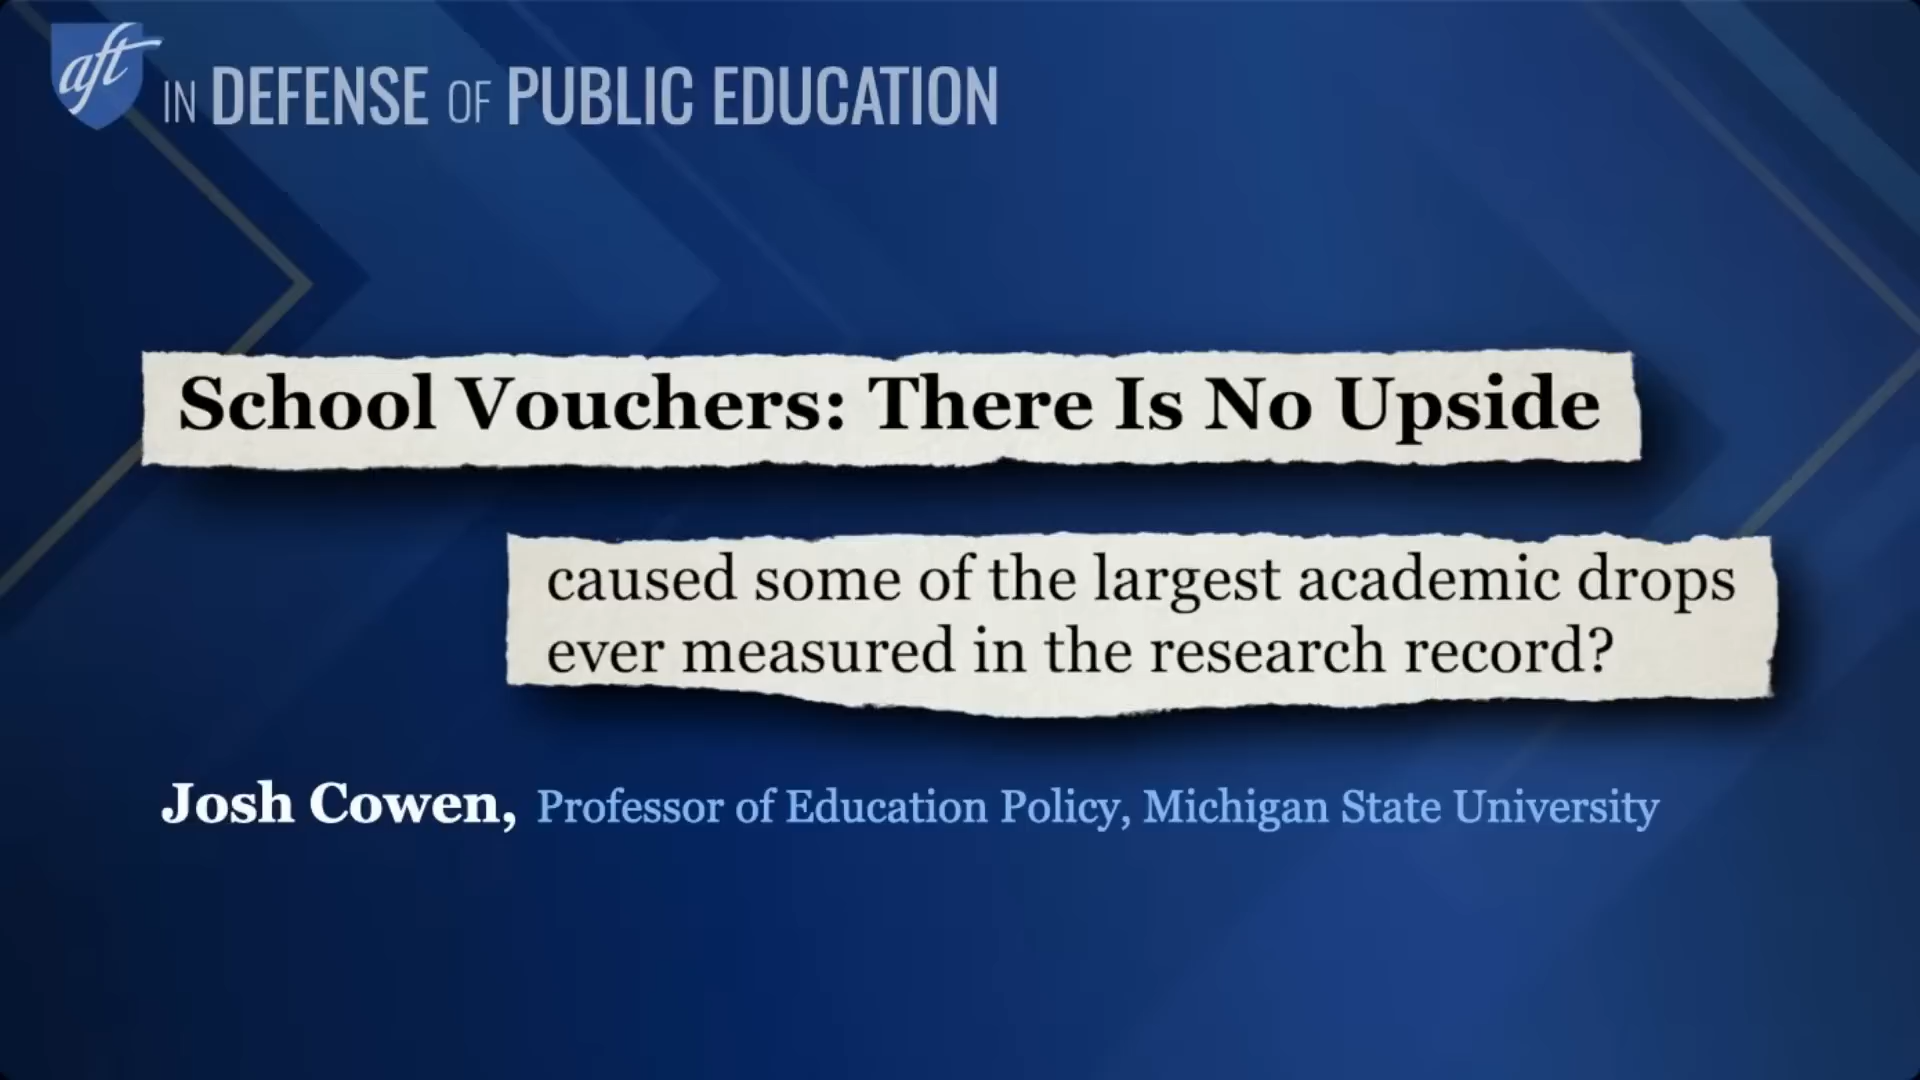 aft
IN DEFENSE OF PUBLIC EDUCATION
School Vouchers: There Is No Upside
caused some of the largest academic drops
ever measured in the research record?
Josh Cowen, Professor of Education Policy, Michigan State University